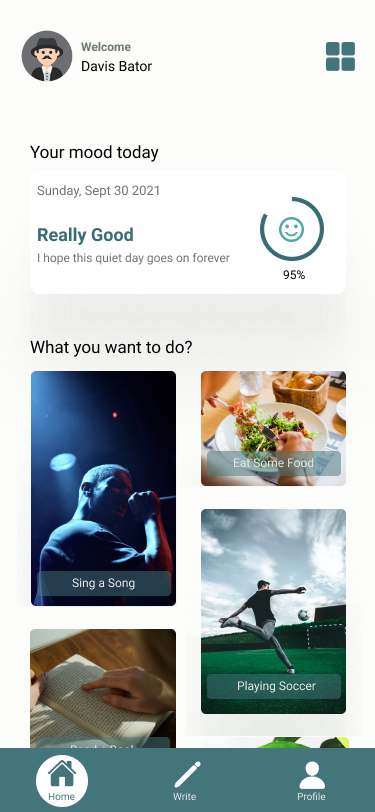 Welcome
Davis Bator
Your mood today
Sunday, Sept 30 2021
Really Good
I hope this quiet day goes on forever
95%
What you want to do?
Eat Some Food
Sing a Song
Playing Soccer
Home
Write
Profile